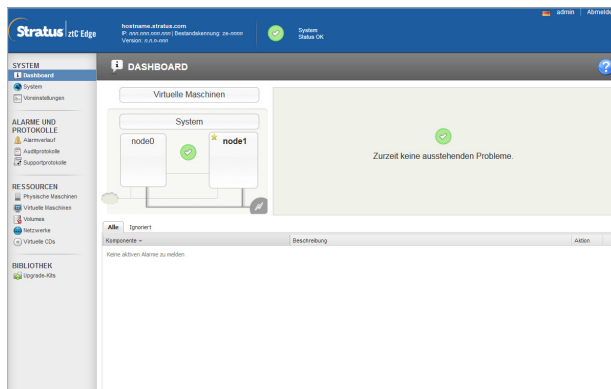 Stratus ztC Edge
hostname.stratus.com
IP: nnn.nnn.nnn.nnn | Bestandskennung: ze-nnnn
Version: n.n.n-nnn
System
Status OK
admin
Abmelde
SYSTEM
Dashboard
System
Voreinstellungen
ALARME UND
PROTOKOLLE
Alarmverlauf
Auditprotokolle
Supportprotokolle
RESSOURCEN
Physische Maschinen
Virtuelle Maschinen
Volumes
Netzwerke
Virtuelle CDs
BIBLIOTHEK
Upgrade-Kits
DASHBOARD
?
Virtuelle Maschinen
System
node0
node1
Zurzeit keine ausstehenden Probleme.
Alle
Ignoriert
Komponente
Beschreibung
Aktion
Keine aktiven Alarme zu melden